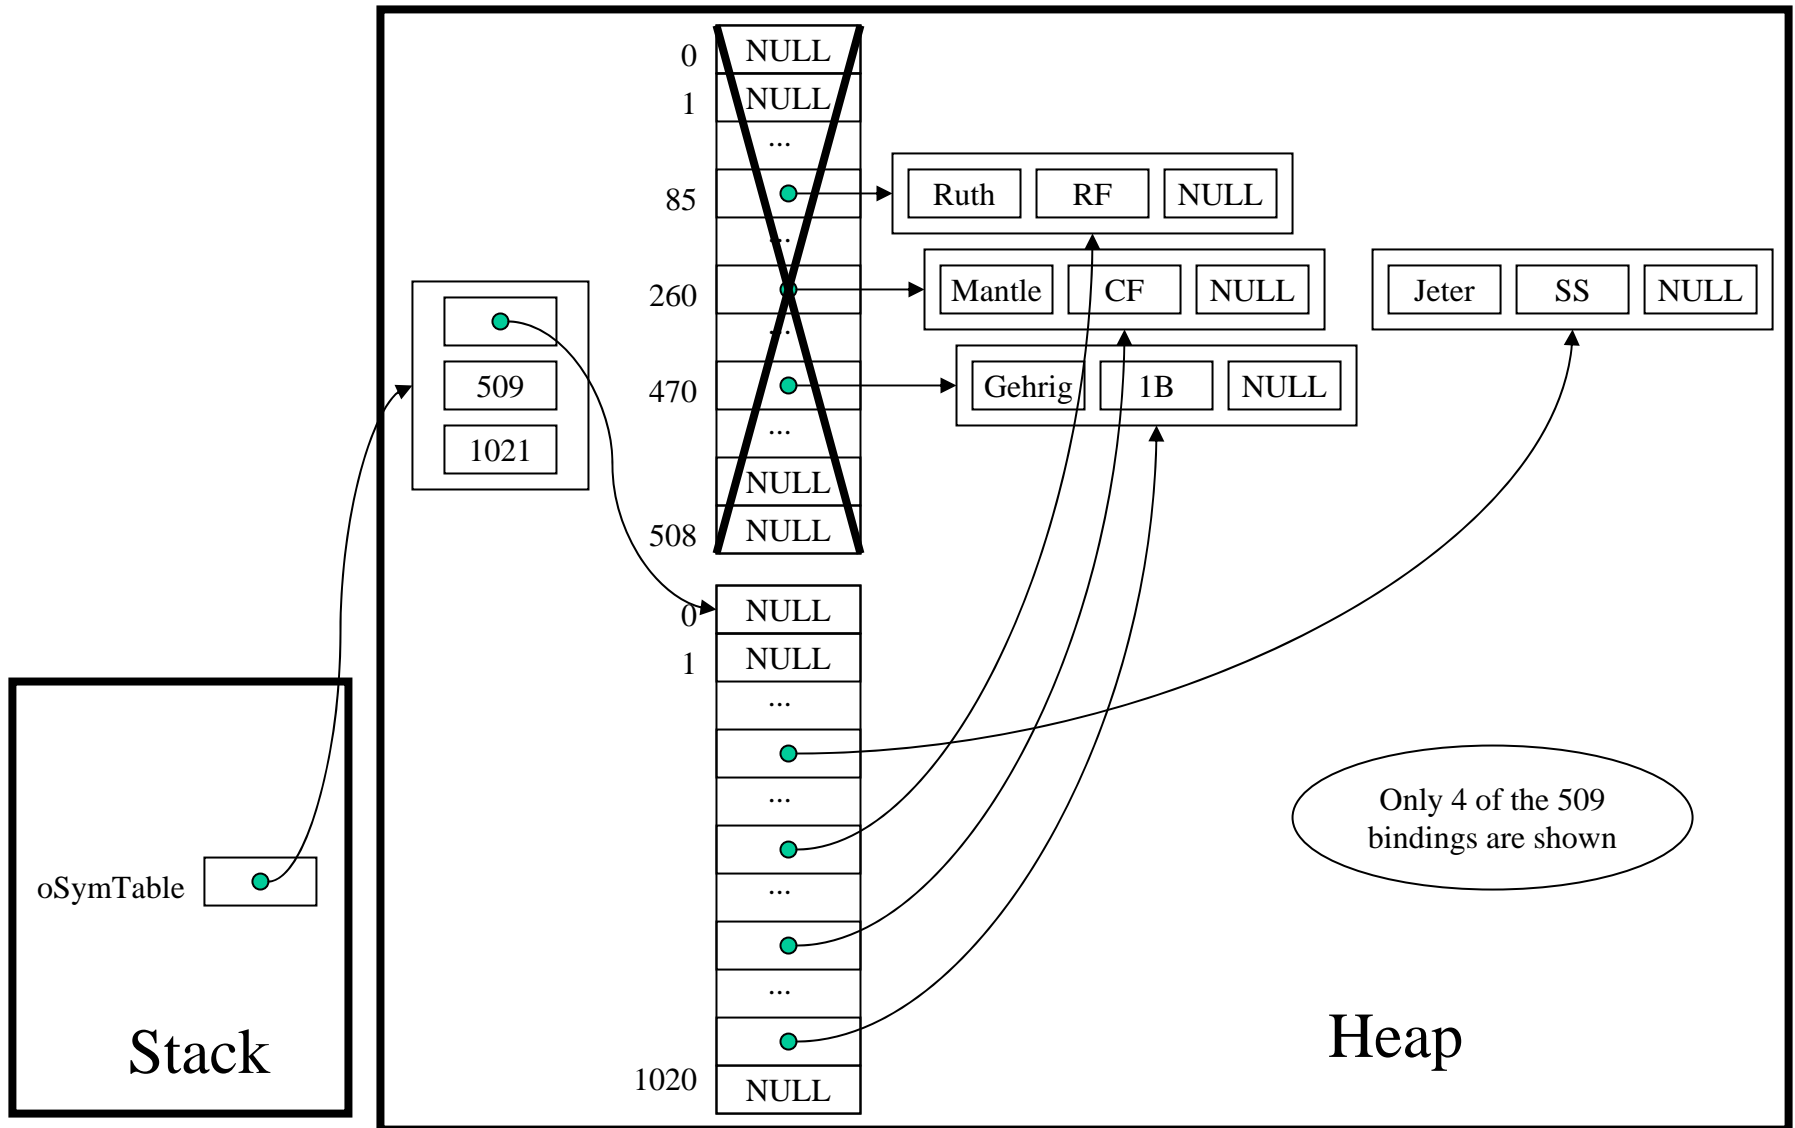 0 NULL
1 NULL
...
85 Ruth RF NULL
...
260 Mantle CF NULL Jeter SS NULL
...
509
470 Gehrig 1B NULL
...
1021
NULL
508 NULL
0 NULL
1 NULL
...
...
Only 4 of the 509
bindings are shown
oSymTable
...
...
Stack
Heap
1020 NULL